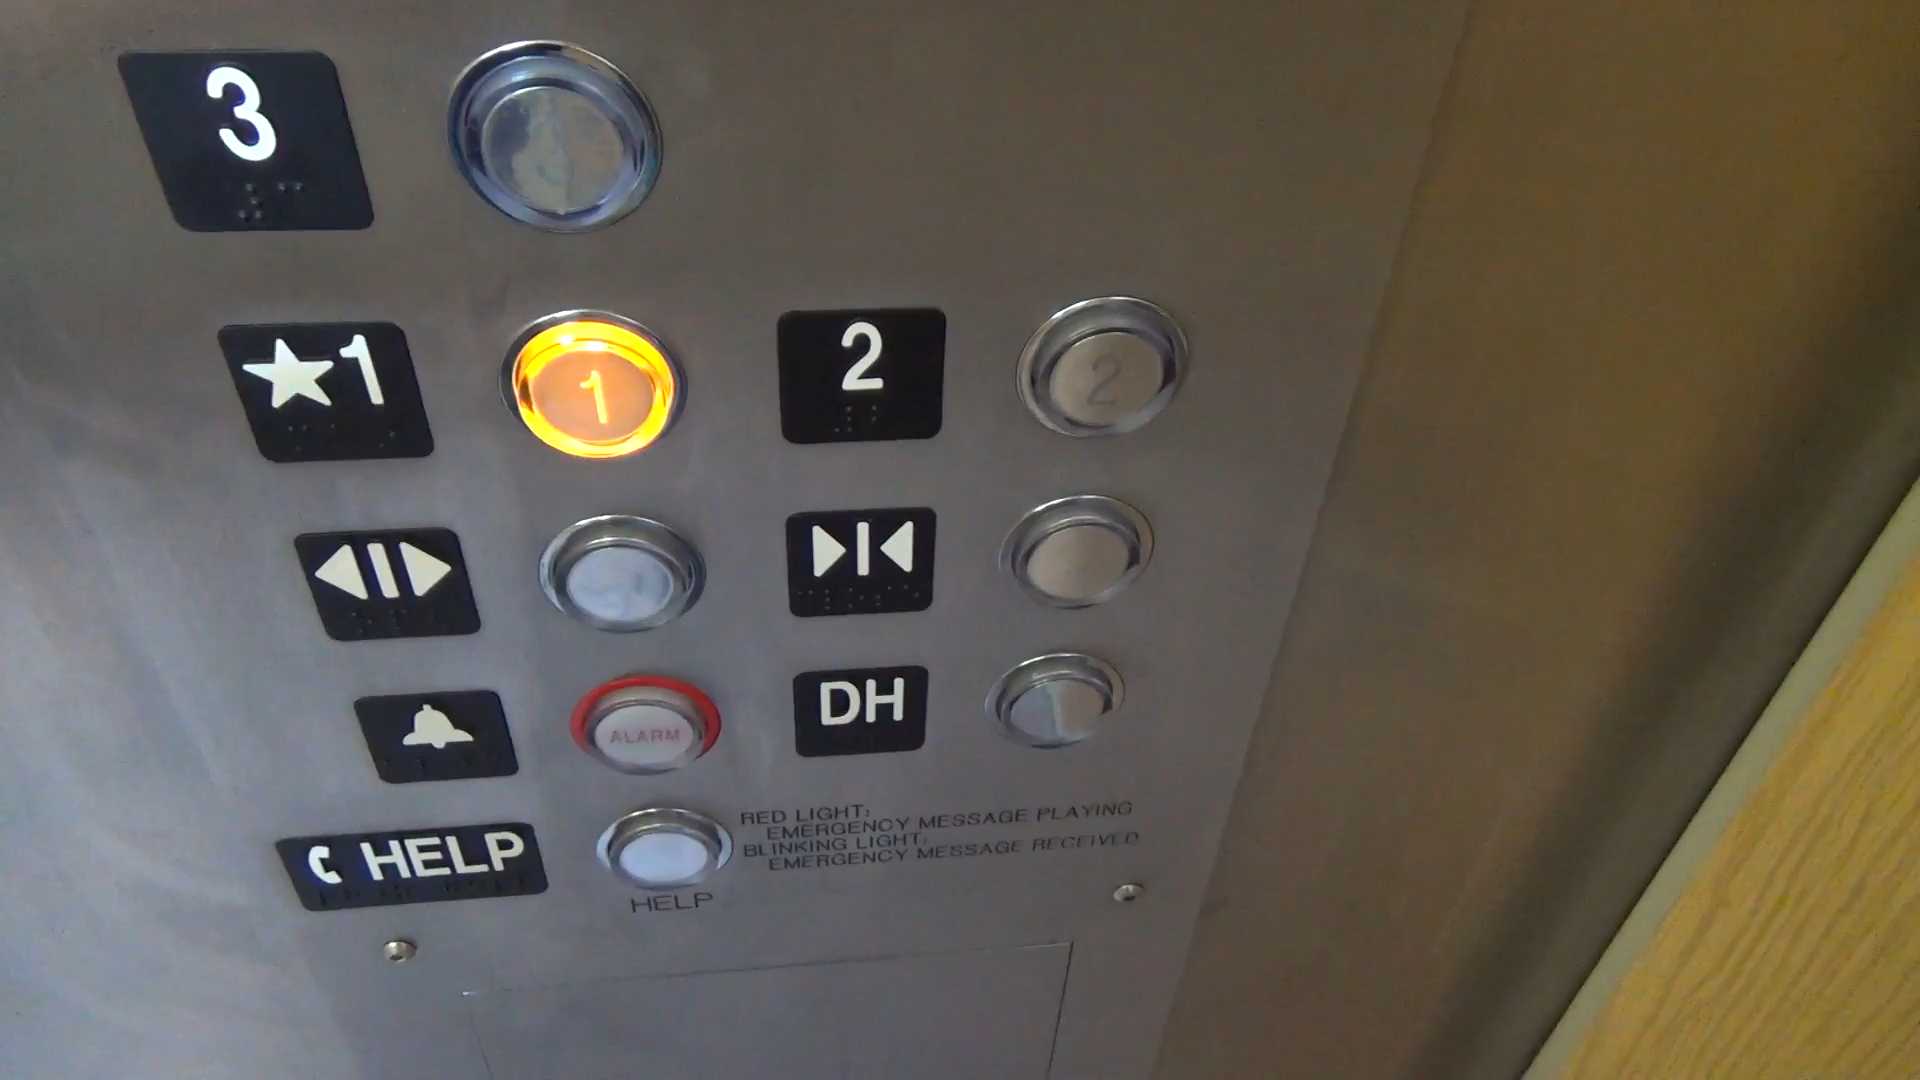 3
★1
1
2
2
ALARM
DH
HELP
HELP
RED LIGHT:
EMERGENCY MESSAGE PLAYING
BLINKING LIGHT:
EMERGENCY MESSAGE RECEIVED